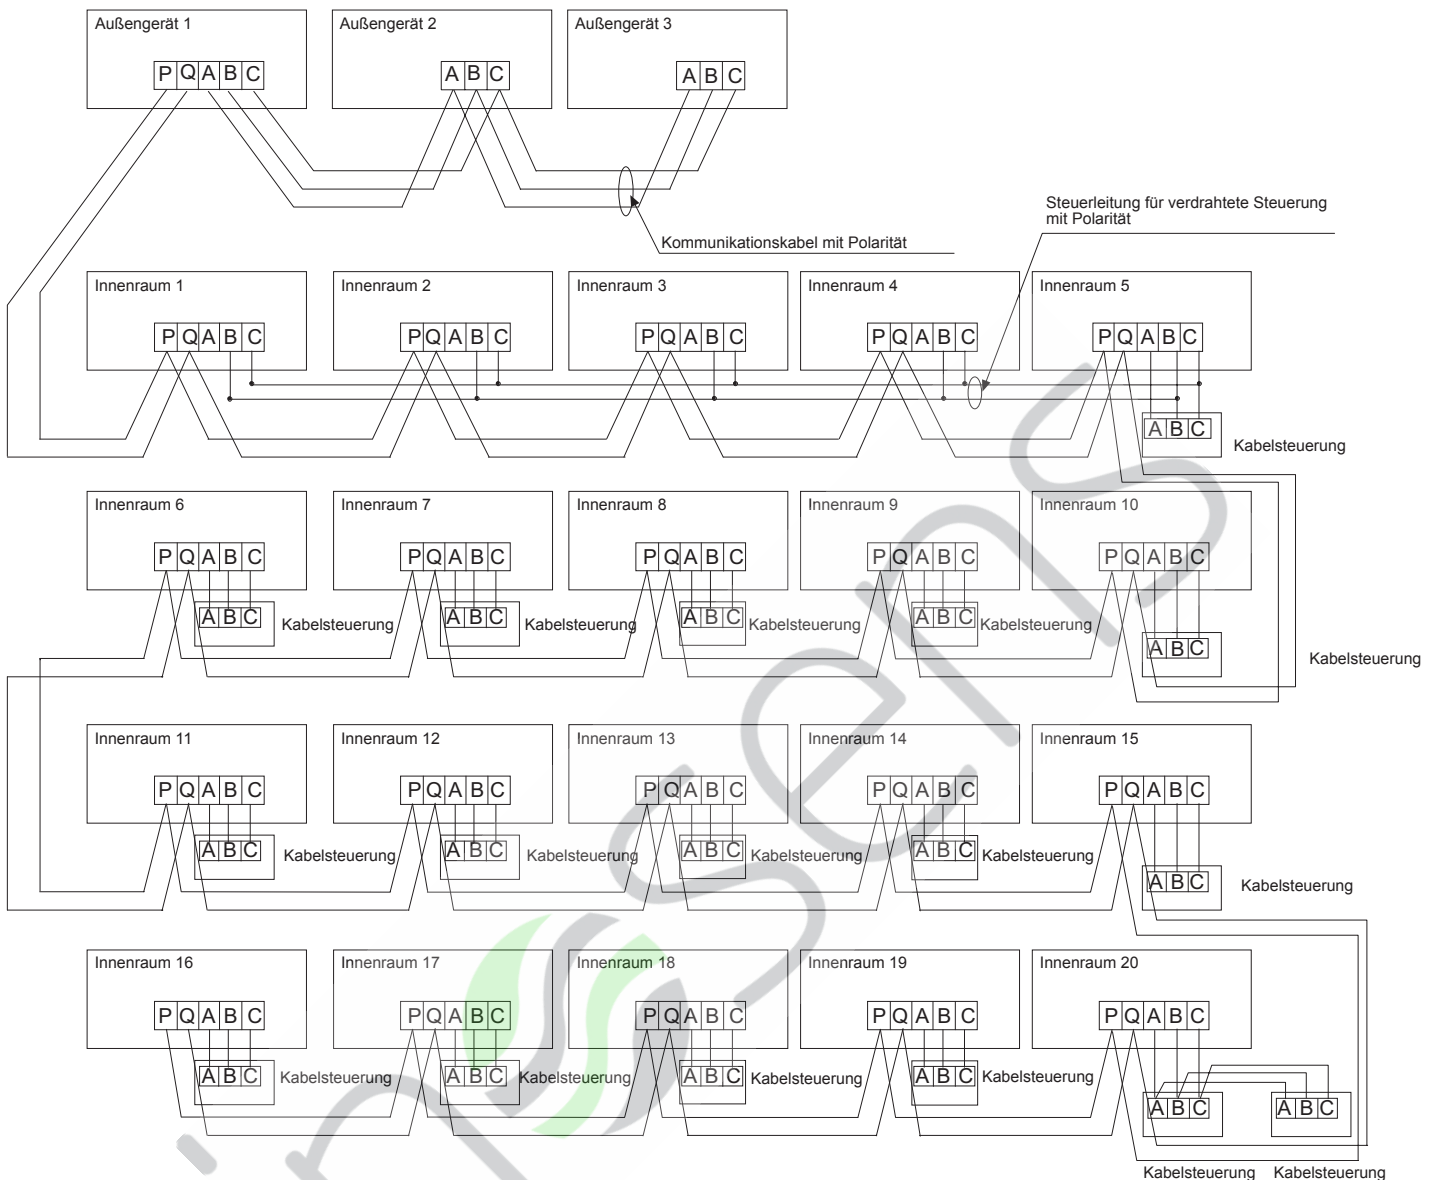 Außengerät 1
Außengerät 2
Außengerät 3
P Q A B C
A B C
A B C
Steuerleitung für verdrahtete Steuerung
mit Polarität
Kommunikationskabel mit Polarität
Innenraum 1
Innenraum 2
Innenraum 3
Innenraum 4
Innenraum 5
P Q A B C
P Q A B C
P Q A B C
P Q A B C
P Q A B C
A B C
Kabelsteuerung
Innenraum 6
Innenraum 7
Innenraum 8
Innenraum 9
Innenraum 10
P Q A B C
P Q A B C
P Q A B C
P Q A B C
P Q A B C
A B C
Kabelsteuerung
A B C
Kabelsteuerung
A B C
Kabelsteuerung
A B C
Kabelsteuerung
A B C
Kabelsteuerung
Innenraum 11
Innenraum 12
Innenraum 13
Innenraum 14
Innenraum 15
P Q A B C
P Q A B C
P Q A B C
P Q A B C
P Q A B C
A B C
Kabelsteuerung
A B C
Kabelsteuerung
A B C
Kabelsteuerung
A B C
Kabelsteuerung
A B C
Kabelsteuerung
Innenraum 16
Innenraum 17
Innenraum 18
Innenraum 19
Innenraum 20
P Q A B C
P Q A B C
P Q A B C
P Q A B C
P Q A B C
A B C
Kabelsteuerung
A B C
Kabelsteuerung
A B C
Kabelsteuerung
A B C
Kabelsteuerung
A B C
A B C
Kabelsteuerung
Kabelsteuerung